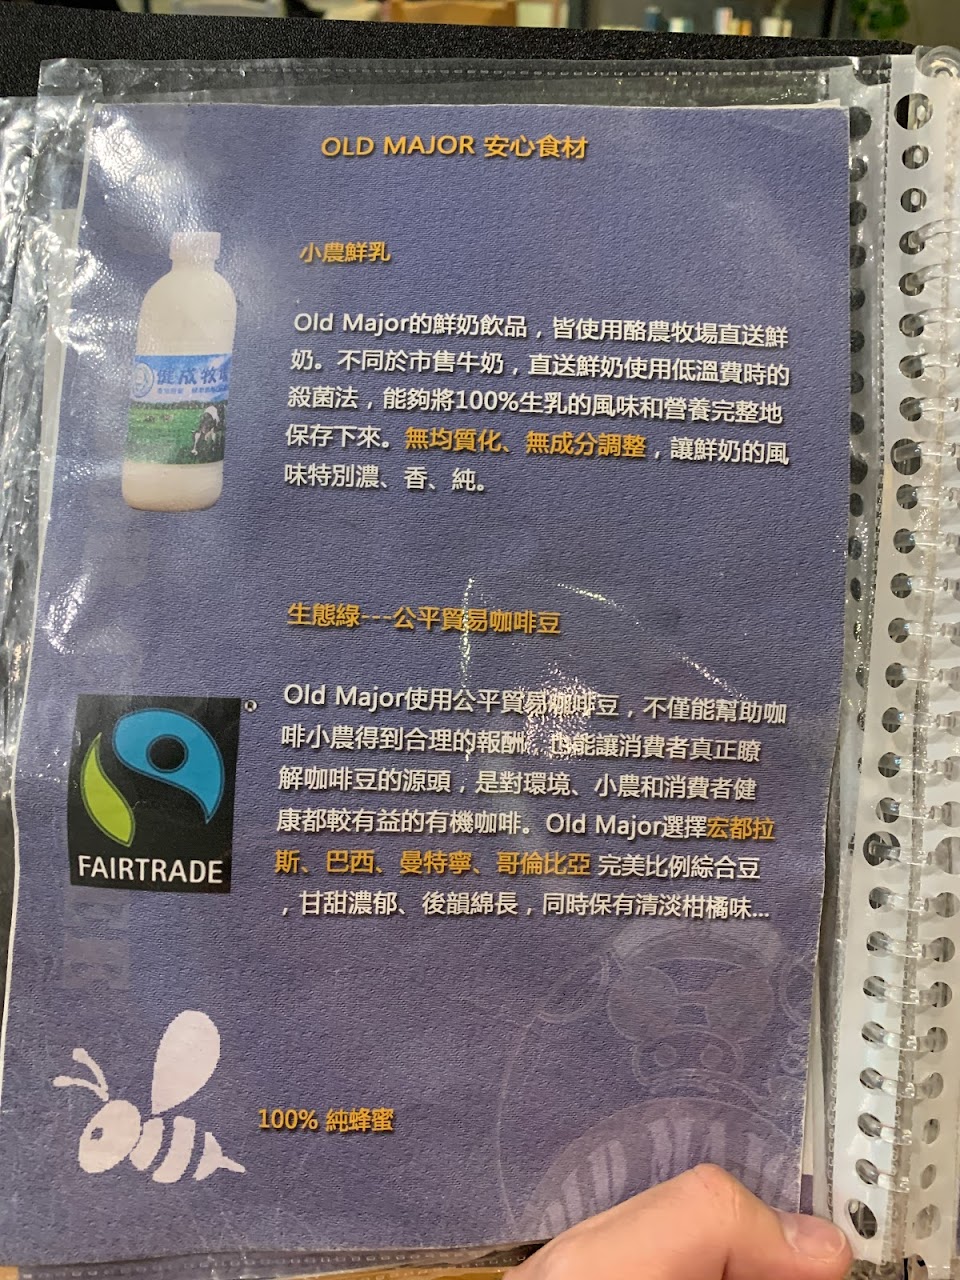 OLD MAJOR 安心食材
小農鮮乳
Old Major的鮮奶飲品，皆使用酪農牧場直送鮮
奶。不同於市售牛奶，直送鮮奶使用低溫費時的
殺菌法，能夠將100%生乳的風味和營養完整地
保存下來。無均質化、無成分調整，讓鮮奶的風
味特別濃、香、純。
健成牧場
生態綠---公平貿易咖啡豆
Old Major使用公平貿易咖啡豆，不僅能幫助咖
啡小農得到合理的報酬，也能讓消費者真正瞭
解咖啡豆的源頭，是對環境、小農和消費者健
康都較有益的有機咖啡。Old Major選擇宏都拉
斯、巴西、曼特寧、哥倫比亞 完美比例綜合豆
，甘甜濃郁、後韻綿長，同時保有清淡柑橘味...
®
FAIRTRADE
100% 純蜂蜜